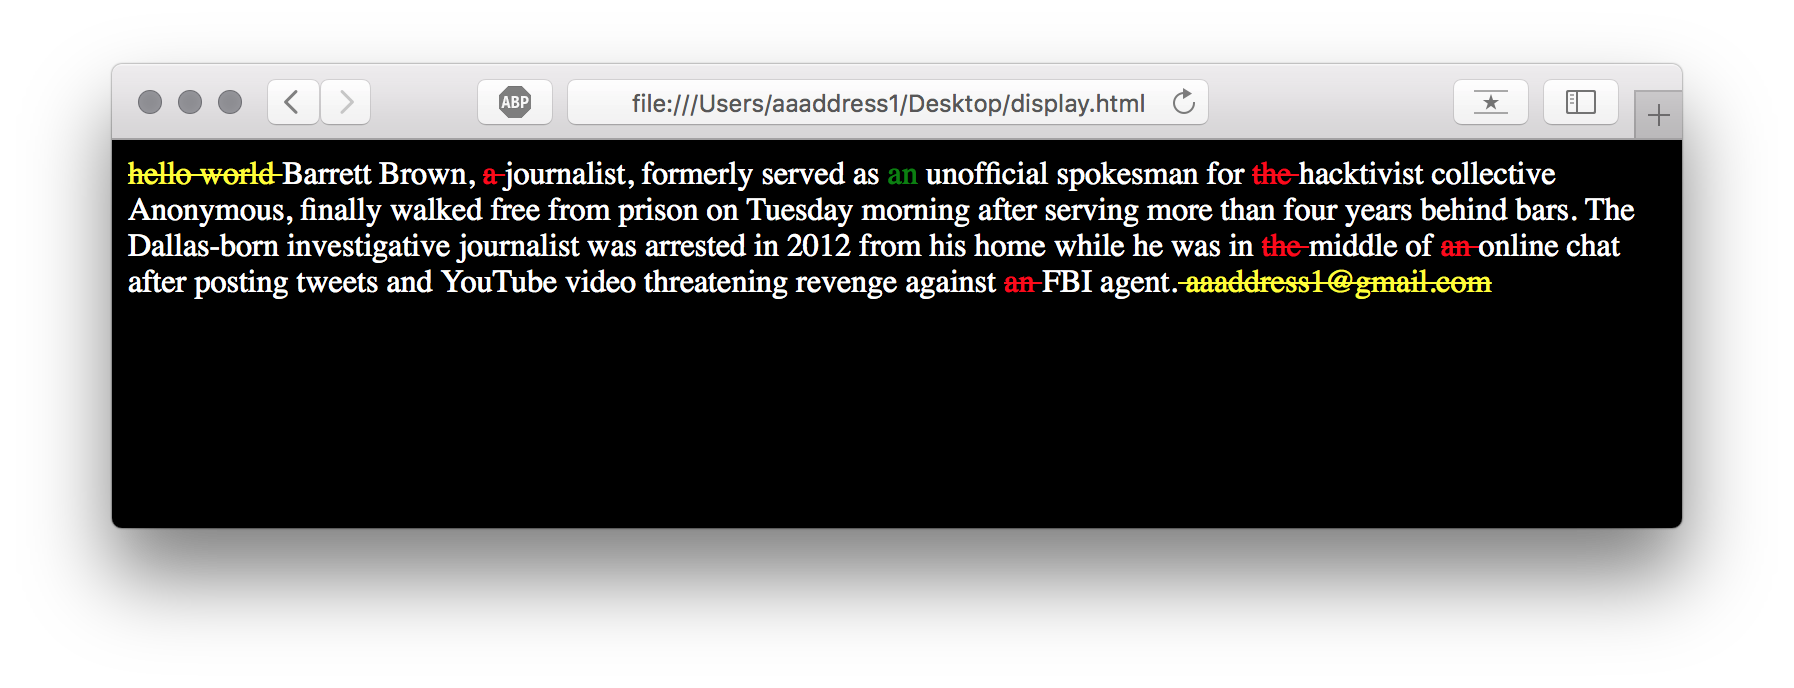 ABP
file:///Users/aaaddress1/Desktop/display.html
hello world Barrett Brown, a journalist, formerly served as an unofficial spokesman for the hacktivist collective
Anonymous, finally walked free from prison on Tuesday morning after serving more than four years behind bars. The
Dallas-born investigative journalist was arrested in 2012 from his home while he was in the middle of an online chat
after posting tweets and YouTube video threatening revenge against an FBI agent. aaaddress1@gmail.com